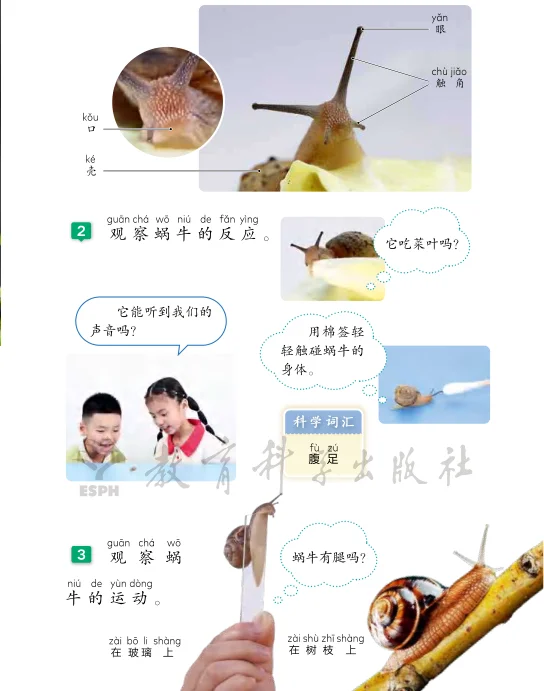 yǎn
眼
chù jiǎo
触 角
kǒu
口
ké
壳
guān chá wō niú de fǎn yìng
2 观察蜗牛的反应。
它吃菜叶吗?
它能听到我们的
声音吗?
用棉签轻
轻触碰蜗牛的
身体。
科学词汇
fù zú
腹 足
教育科学出版社
ESPH
guān chá wō
3 观 察 蜗
niú de yùn dòng
牛 的 运 动 。
蜗牛有腿吗?
zài bō li shàng
在 玻 璃 上
zài shù zhī shàng
在 树 枝 上